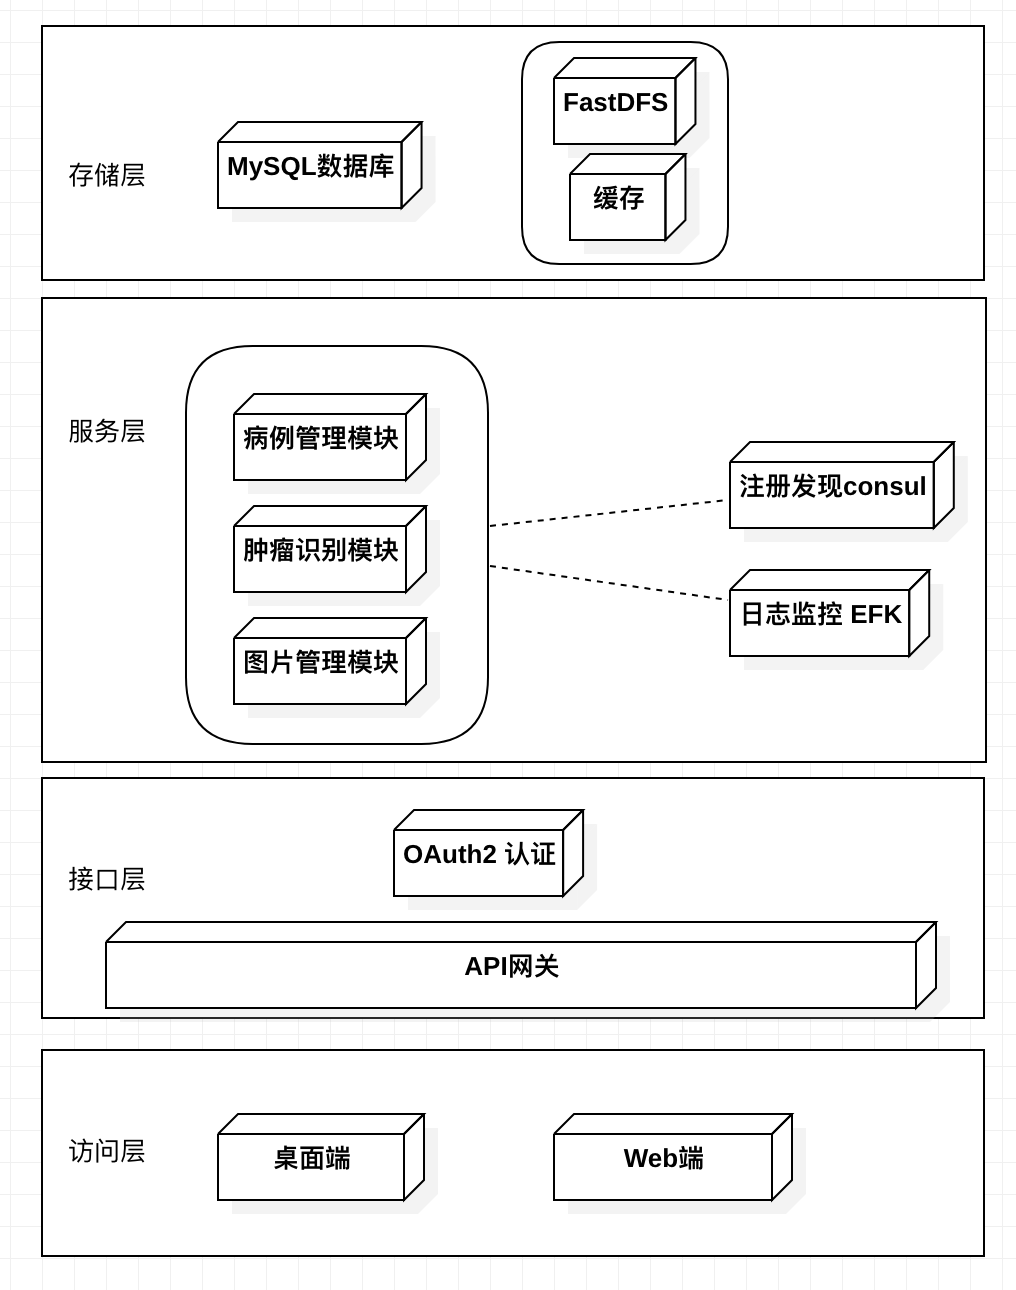 FastDFS
MySQL数据库
存储层
缓存
服务层
病例管理模块
注册发现consul
肿瘤识别模块
日志监控 EFK
图片管理模块
OAuth2 认证
接口层
API网关
访问层
桌面端
Web端